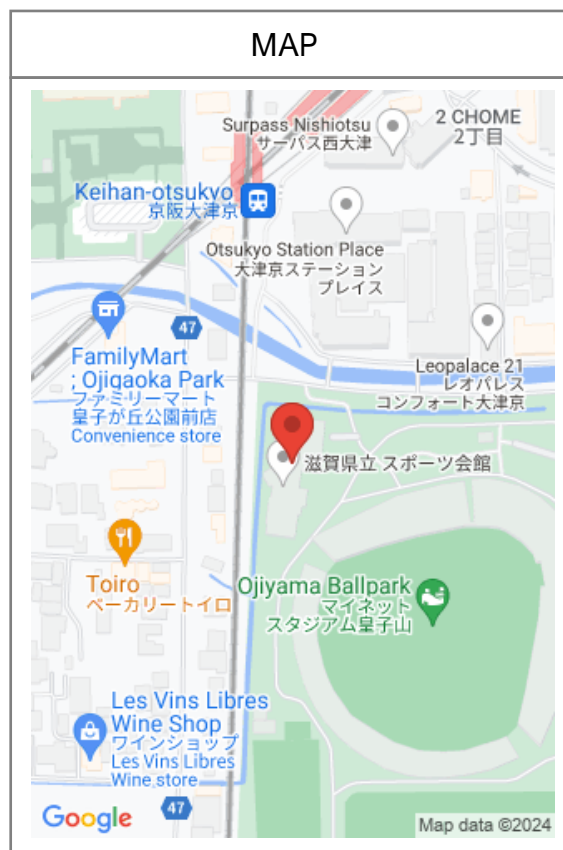 MAP
Surpass Nishiotsu
サーパス西大津
2 CHOME
2丁目
Keihan-otsukyo
京阪大津京
Otsukyo Station Place
大津京ステーション
プレイス
47
FamilyMart
; Ojigaoka Park
ファミリーマート
皇子が丘公園前店
Convenience store
Leopalace 21
レオパレス
コンフォート大津京
滋賀県立 スポーツ会館
Toiro
ベーカリートイロ
Ojiyama Ballpark
マイネット
スタジアム皇子山
Les Vins Libres
Wine Shop
ワインショップ
Les Vins Libres
Wine store
47
Google
Map data ©2024